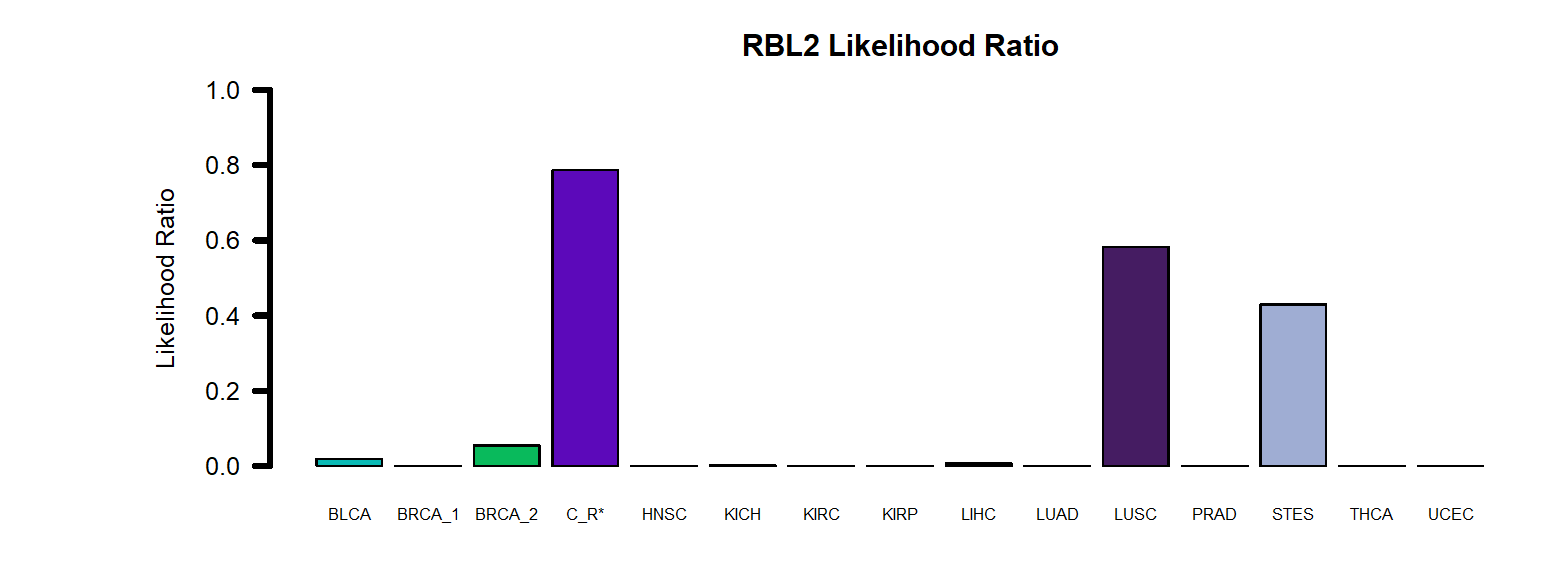 RBL2 Likelihood Ratio
Likelihood Ratio
1.0
0.8
0.6
0.4
0.2
0.0
BLCA BRCA_1 BRCA_2 C_R* HNSC KICH KIRC KIRP LIHC LUAD LUSC PRAD STES THCA UCEC